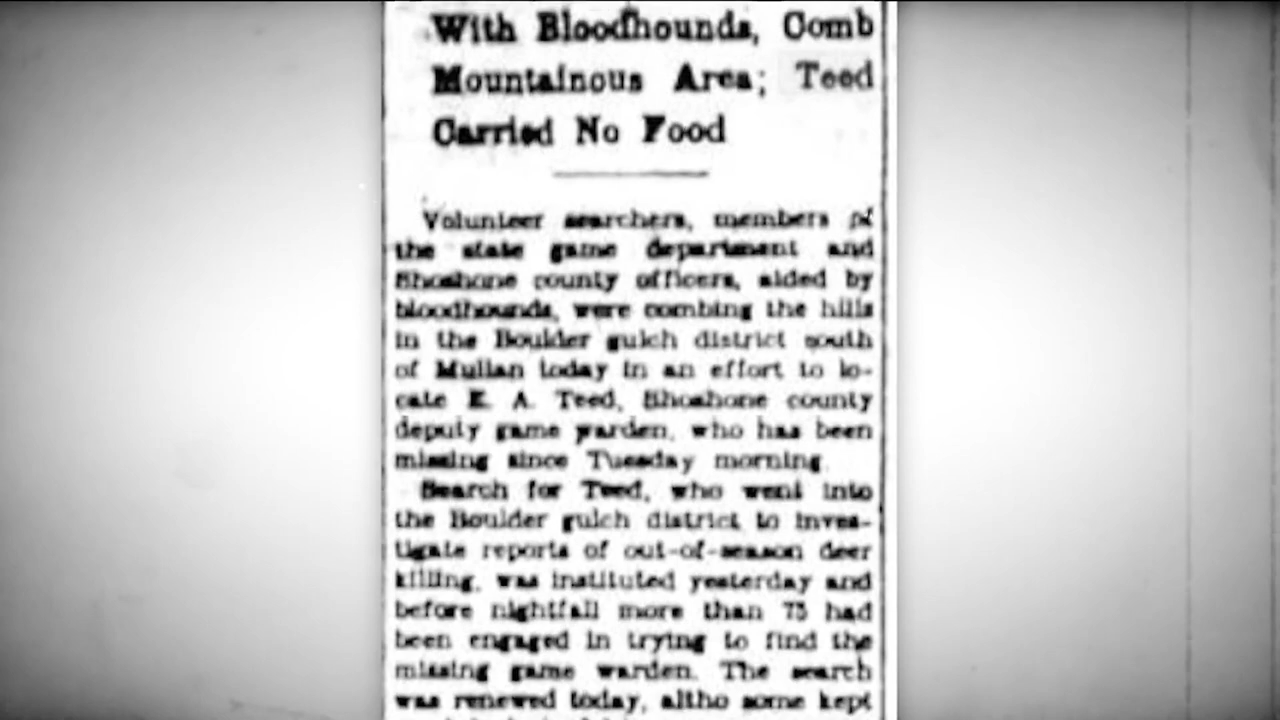 With Bloodhounds, Comb
Mountainous Area; Teed
Carried No Food
Volunteer searchers, members of
the state game department and
Shoshone county officers, aided by
bloodhounds, were combing the hills
in the Boulder gulch district south
of Mullan today in an effort to lo-
cate E. A. Teed, Shoshone county
deputy game warden, who has been
missing since Tuesday morning.
Search for Teed, who went into
the Boulder gulch district to inves-
tigate reports of out-of-season deer
killing, was instituted yesterday and
before nightfall more than 75 had
been engaged in trying to find the
missing game warden. The search
was renewed today, altho some kept